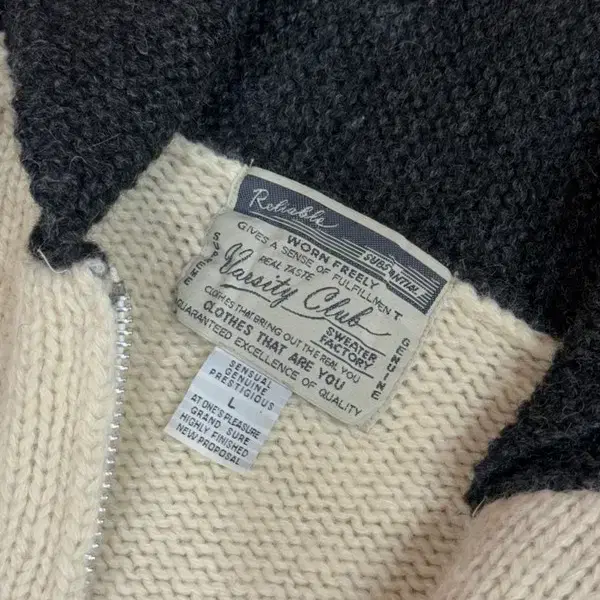 Reliable
SUBSTANTIAL
WORN FREELY
GIVES A SENSE OF FULFILLMENT
REAL TASTE
SUPREME
Varsity Club
SWEATER
FACTORY
CLOTHES THAT BRING OUT THE REAL YOU
CLOTHES THAT ARE YOU
GUARANTEED EXCELLENCE OF QUALITY
GENUINE
SENSUAL
GENUINE
PRESTIGIOUS
L
AT ONE'S PLEASURE
GRAND SURE
HIGHLY FINISHED
NEW PROPOSAL